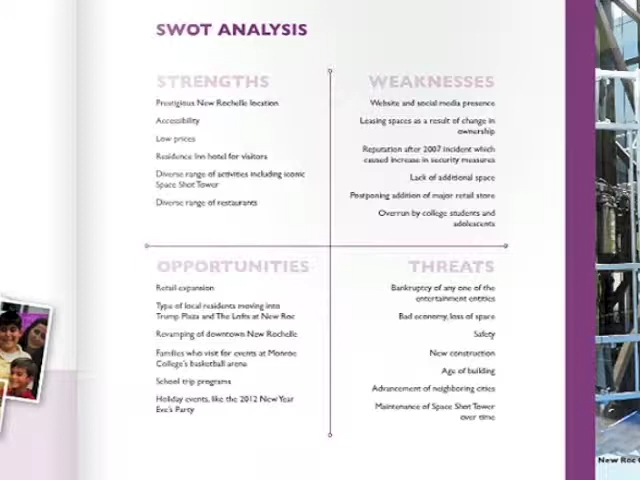 SWOT ANALYSIS
STRENGTHS
Prestigious New Rochelle location
Accessibility
Low prices
Residence Inn hotel for visitors
Diverse range of activities including iconic
Space Shot Tower
Diverse range of restaurants
WEAKNESSES
Website and social media presence
Leasing spaces as a result of change in
ownership
Reputation after 2007 incident which
caused increase in security measures
Lack of additional space
Postponing addition of major retail store
Overrun by college students and
adolescents
OPPORTUNITIES
Retail expansion
Type of local residents moving into
Trump Plaza and The Lofts at New Roc
Revamping of downtown New Rochelle
Families who visit for events at Monroe
College's basketball arena
School trip programs
Holiday events, like the 2012 New Year
Eve's Party
THREATS
Bankruptcy of any one of the
entertainment entities
Bad economy, loss of space
Safety
New construction
Age of building
Advancement of neighboring cities
Maintenance of Space Shot Tower
over time
New Roc